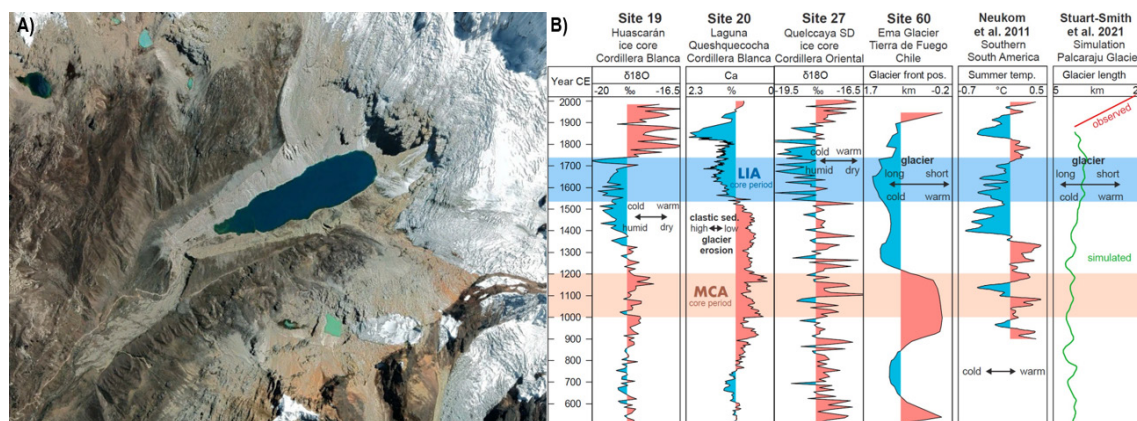 A)
B)
Site 19
Huascarán
ice core
Cordillera Blanca
Site 20
Laguna
Queshquecocha
Cordillera Blanca
Site 27
Quelccaya SD
ice core
Cordillera Oriental
Site 60
Ema Glacier
Tierra de Fuego
Chile
Neukom
et al. 2011
Southern
South America
Stuart-Smith
et al. 2021
Simulation
Palcaraju Glacier
Year CE
δ18O
Ca
δ18O
Glacier front pos.
Summer temp.
Glacier length
-20 ‰ -16.5
2.3 % 0
-19.5 ‰ -16.5
1.7 km -0.2
-0.7 °C 0.5
5 km 2
2000
1900
1800
1700
1600
1500
1400
1300
1200
1100
1000
900
800
700
600
cold warm
humid dry
LIA
core period
clastic sed.
high low
glacier
erosion
MCA
core period
cold warm
humid dry
glacier
long short
cold warm
cold warm
observed
glacier
long short
cold warm
simulated